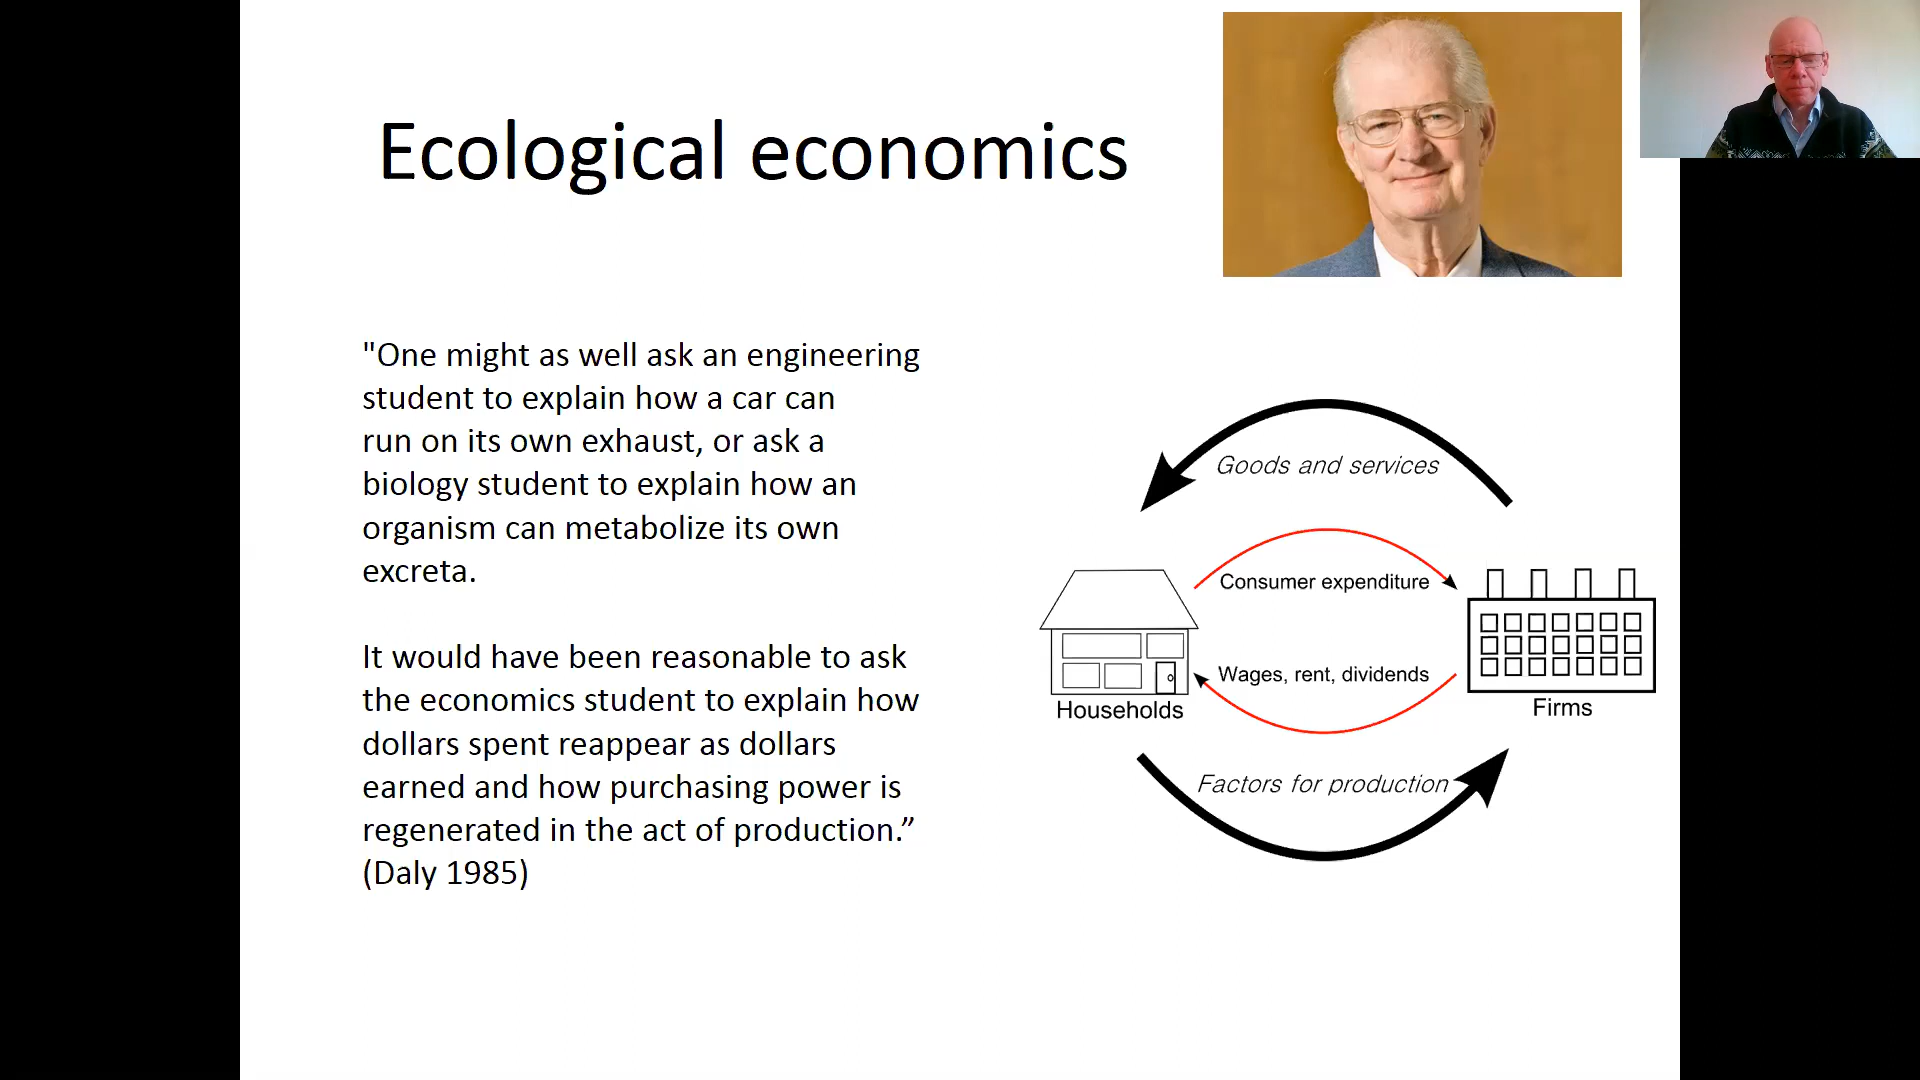 Ecological economics
"One might as well ask an engineering
student to explain how a car can
run on its own exhaust, or ask a
biology student to explain how an
organism can metabolize its own
excreta.
It would have been reasonable to ask
the economics student to explain how
dollars spent reappear as dollars
earned and how purchasing power is
regenerated in the act of production.”
(Daly 1985)
Goods and services
Consumer expenditure
Wages, rent, dividends
Households
Firms
Factors for production